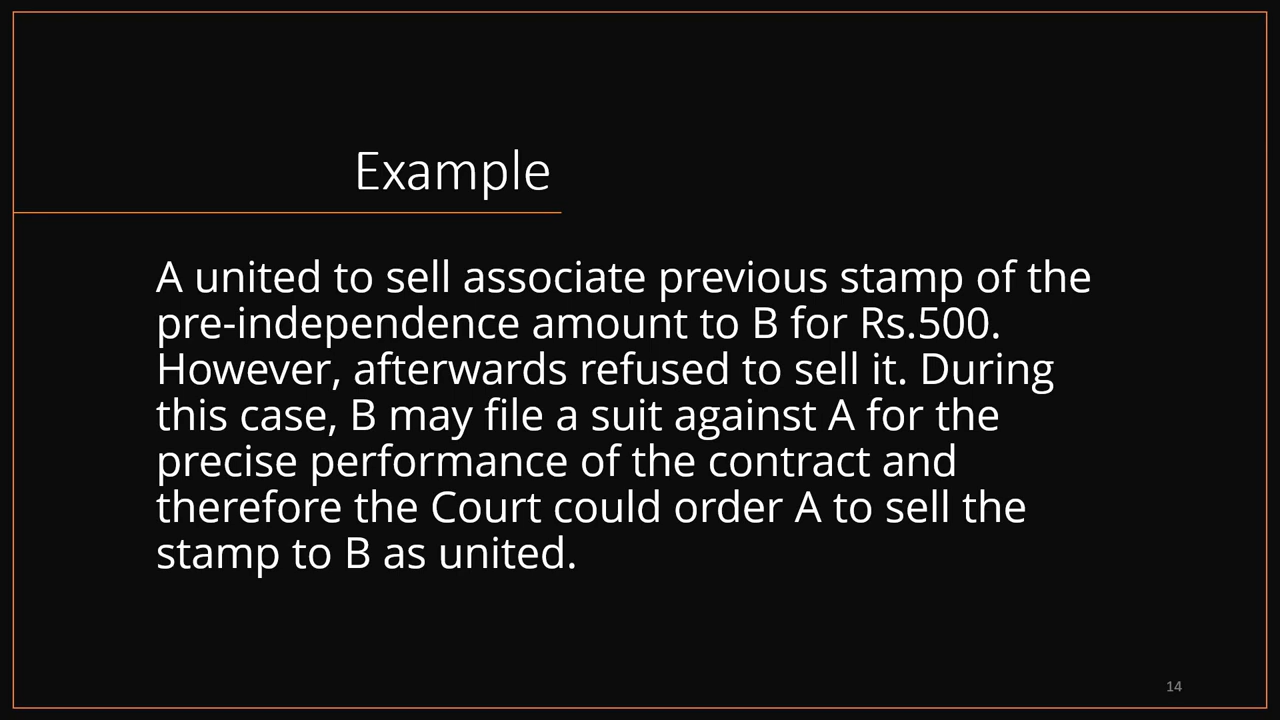 Example
A united to sell associate previous stamp of the
pre-independence amount to B for Rs.500.
However, afterwards refused to sell it. During
this case, B may file a suit against A for the
precise performance of the contract and
therefore the Court could order A to sell the
stamp to B as united.
14